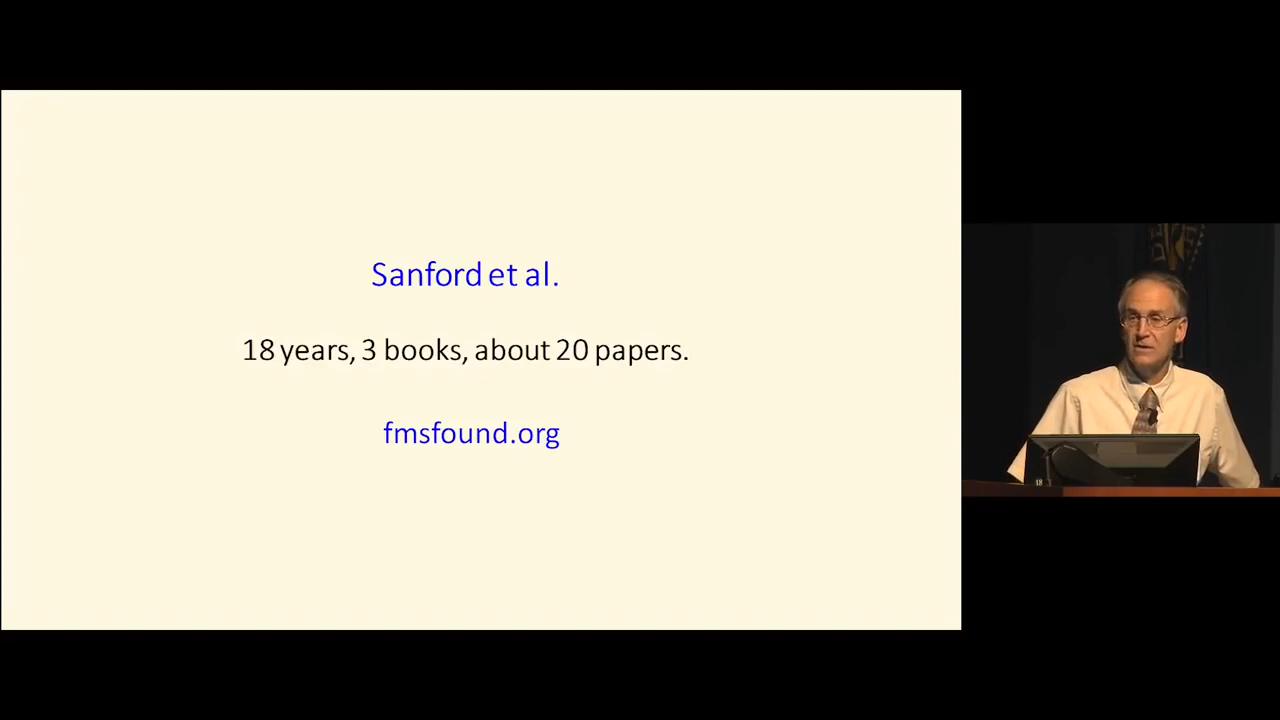 Sanford et al.
18 years, 3 books, about 20 papers.
fmsfound.org